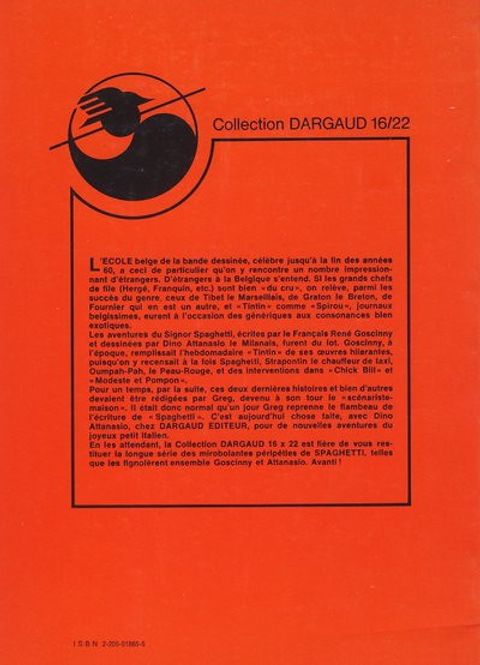 Collection DARGAUD 16/22
L'ECOLE belge de la bande dessinée, célèbre jusqu'à la fin des années
60, a ceci de particulier qu'on y rencontre un nombre impression-
nant d'étrangers. D'étrangers à la Belgique s'entend. Si les grands chefs
de file (Hergé, Franquin, etc.) sont bien « du cru », on relève, parmi les
succès du genre, ceux de Tibet le Marseillais, de Graton le Breton, de
Fournier qui en est un autre, et « Tintin » comme « Spirou », journaux
belgissimes, eurent à l'occasion des génériques aux consonances bien
exotiques.
Les aventures du Signor Spaghetti, écrites par le Français René Goscinny
et dessinées par Dino Attanasio le Milanais, furent du lot. Goscinny, à
l'époque, remplissait l'hebdomadaire « Tintin » de ses œuvres hilarantes,
puisqu'on y recensait à la fois Spaghetti, Strapontin le chauffeur de taxi,
Oumpah-Pah, le Peau-Rouge, et des interventions dans « Chick Bill » et
« Modeste et Pompon ».
Pour un temps, par la suite, ces deux dernières histoires et bien d'autres
devaient être rédigées par Greg, devenu à son tour le « scénariste-
maison ». Il était donc normal qu'un jour Greg reprenne le flambeau de
l'écriture de « Spaghetti ». C'est aujourd'hui chose faite, avec Dino
Attanasio, chez DARGAUD EDITEUR, pour de nouvelles aventures du
joyeux petit Italien.
En les attendant, la Collection DARGAUD 16 x 22 est fière de vous res-
tituer la longue série des mirobolantes péripéties de SPAGHETTI, telles
que les fignolèrent ensemble Goscinny et Attanasio. Avanti !
ISBN 2-205-01865-5